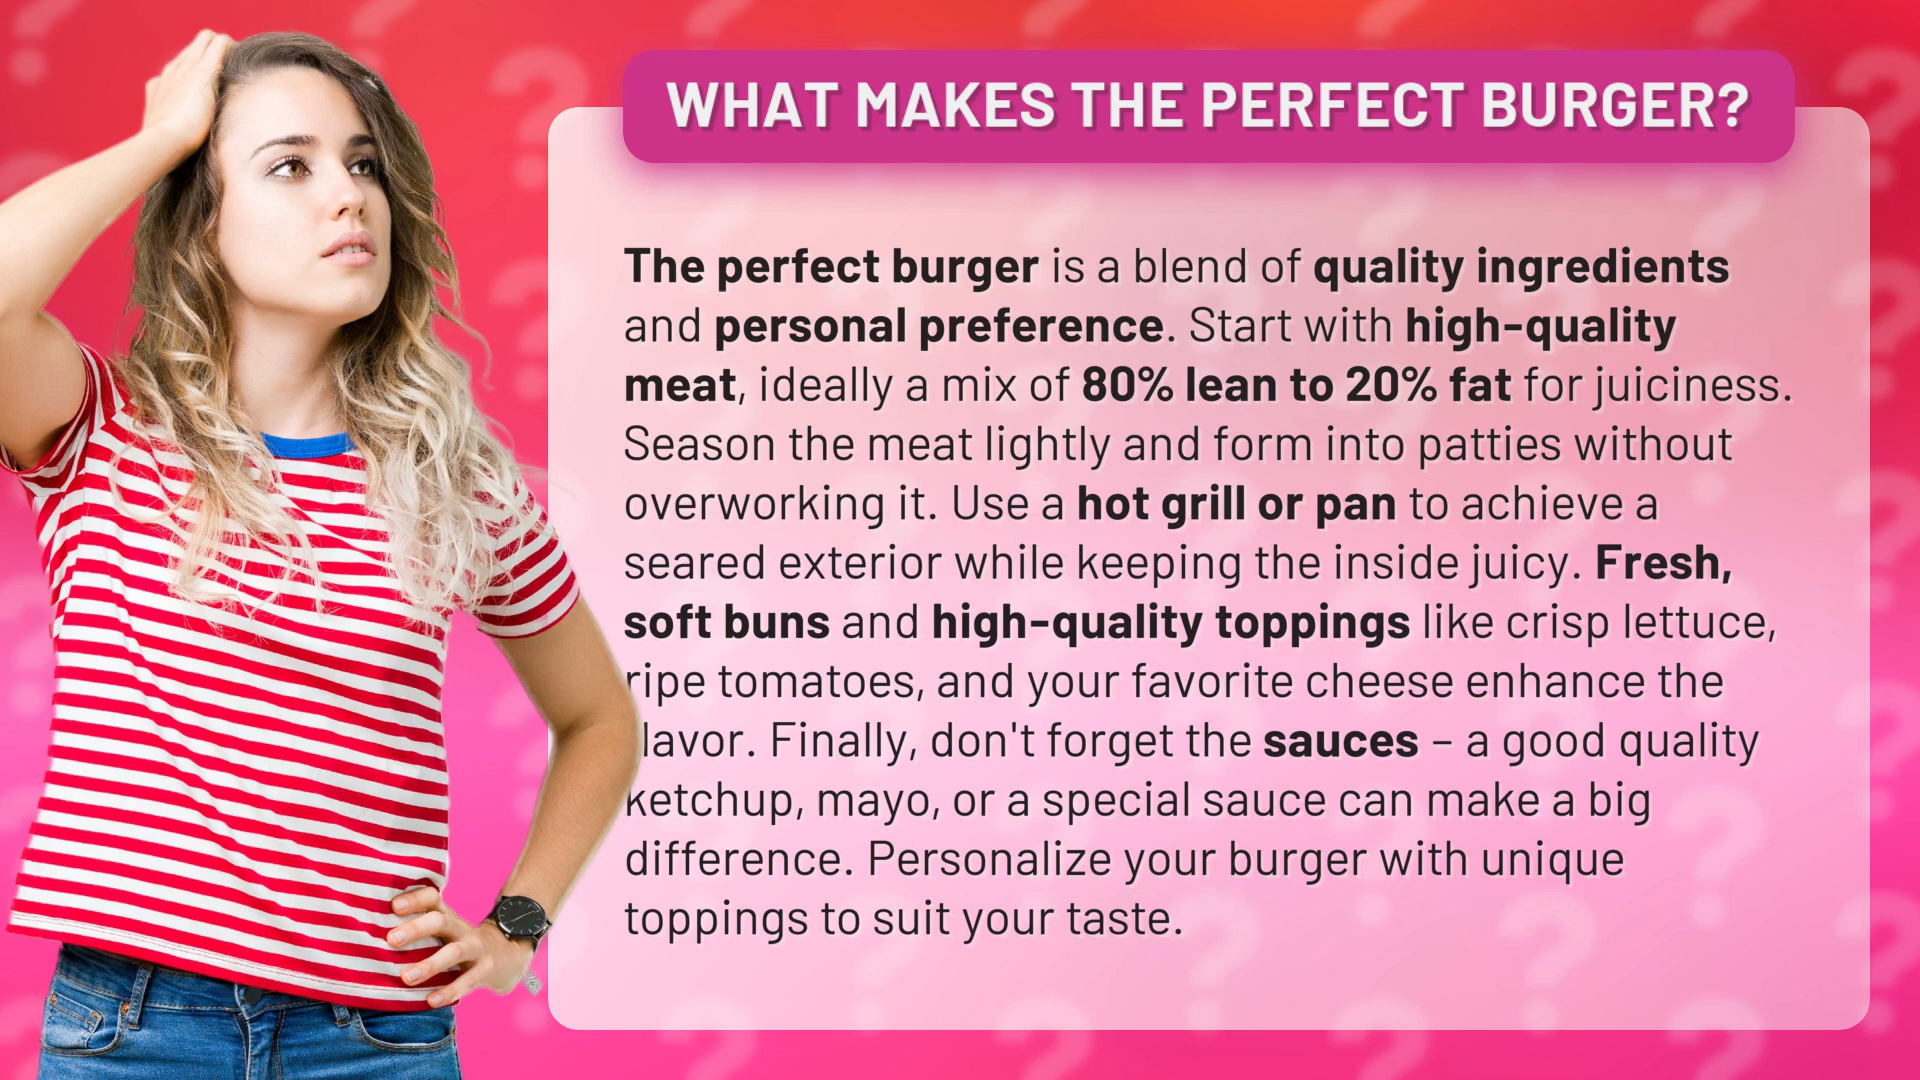 WHAT MAKES THE PERFECT BURGER?
The perfect burger is a blend of quality ingredients
and personal preference. Start with high-quality
meat, ideally a mix of 80% lean to 20% fat for juiciness.
Season the meat lightly and form into patties without
overworking it. Use a hot grill or pan to achieve a
seared exterior while keeping the inside juicy. Fresh,
soft buns and high-quality toppings like crisp lettuce,
ripe tomatoes, and your favorite cheese enhance the
lavor. Finally, don't forget the sauces – a good quality
ketchup, mayo, or a special sauce can make a big
difference. Personalize your burger with unique
toppings to suit your taste.